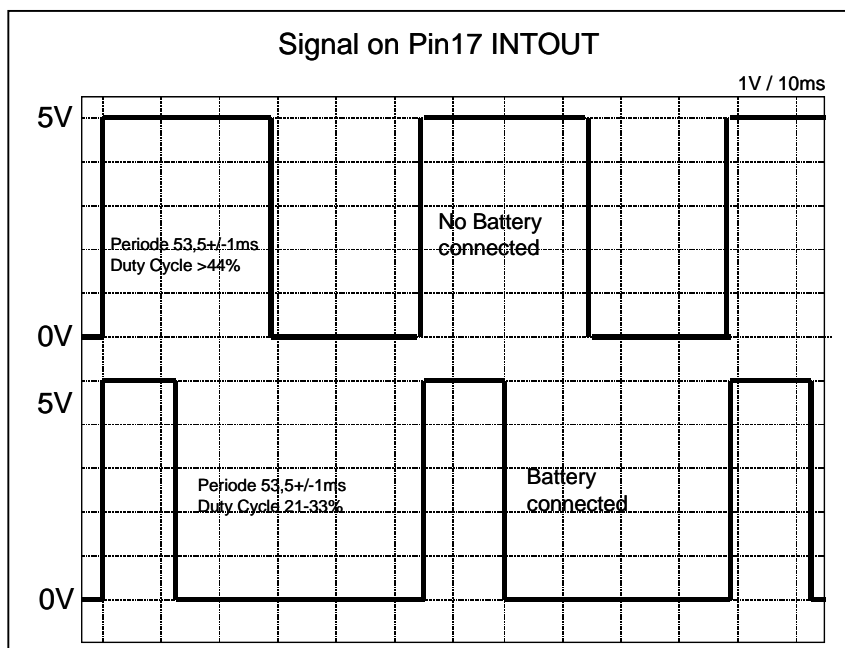 Signal on Pin17 INTOUT
1V / 10ms
5V
No Battery
connected
Periode 53,5+/-1ms
Duty Cycle >44%
0V
5V
Periode 53,5+/-1ms
Duty Cycle 21-33%
Battery
connected
0V